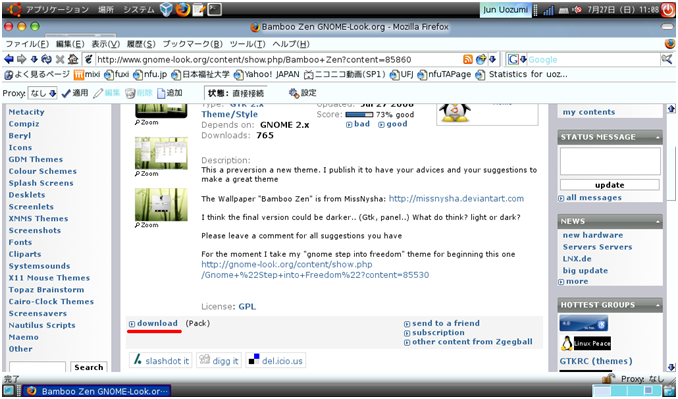 アプリケーション 場所 システム Jun Uozumi 7月27日 (日) 11:08
Bamboo Zen GNOME-Look.org - Mozilla Firefox
ファイル(F) 編集(E) 表示(V) 履歴(S) ブックマーク(B) ツール(T) ヘルプ(H)
http://www.gnome-look.org/content/show.php/Bamboo+Zen?content=85860 Google
よく見るページ mixi fuxi nfu.jp 日本福祉大学 Yahoo! JAPAN ニコニコ動画(SP1) UFJ nfuTAPage Statistics for uoz...
Proxy: なし 適用 編集 削除 追加 状態: 直接接続 設定
Metacity
Compiz
Beryl
Icons
GDM Themes
Colour Schemes
Splash Screens
Desklets
Screenlets
XMMS Themes
Screenshots
Fonts
Cliparts
Systemsounds
X11 Mouse Themes
Topaz Brainstorm
Cairo-Clock Themes
Screensavers
Nautilus Scripts
Maemo
Other
Search
Zoom
Zoom
Zoom
Type: GTK 2.x
Theme/Style
Depends on: GNOME 2.x
Downloads: 765
Updated: Jun 27 2008
Score: 73% good
bad good
Description:
This a preversion a new theme. I publish it to have your advices and your suggestions to
make a great theme
The Wallpaper "Bamboo Zen" is from MissNysha: http://missnysha.deviantart.com
I think the final version could be darker.. (Gtk, panel..) What do think? light or dark?
Please leave a comment for all suggestions you have
For the moment I take my "gnome step into freedom" theme for beginning this one
http://gnome-look.org/content/show.php
/Gnome+%22Step+into+Freedom%22?content=85530
License: GPL
download (Pack)
send to a friend
subscription
other content from Zgegball
slashdot it digg it del.icio.us
my contents
STATUS MESSAGE
update
all messages
NEWS
new hardware
Servers Servers
LNX.de
big update
more
HOTTEST GROUPS
Linux Peace
GTKRC (themes)
完了 Proxy: なし
Bamboo Zen GNOME-Look.or...